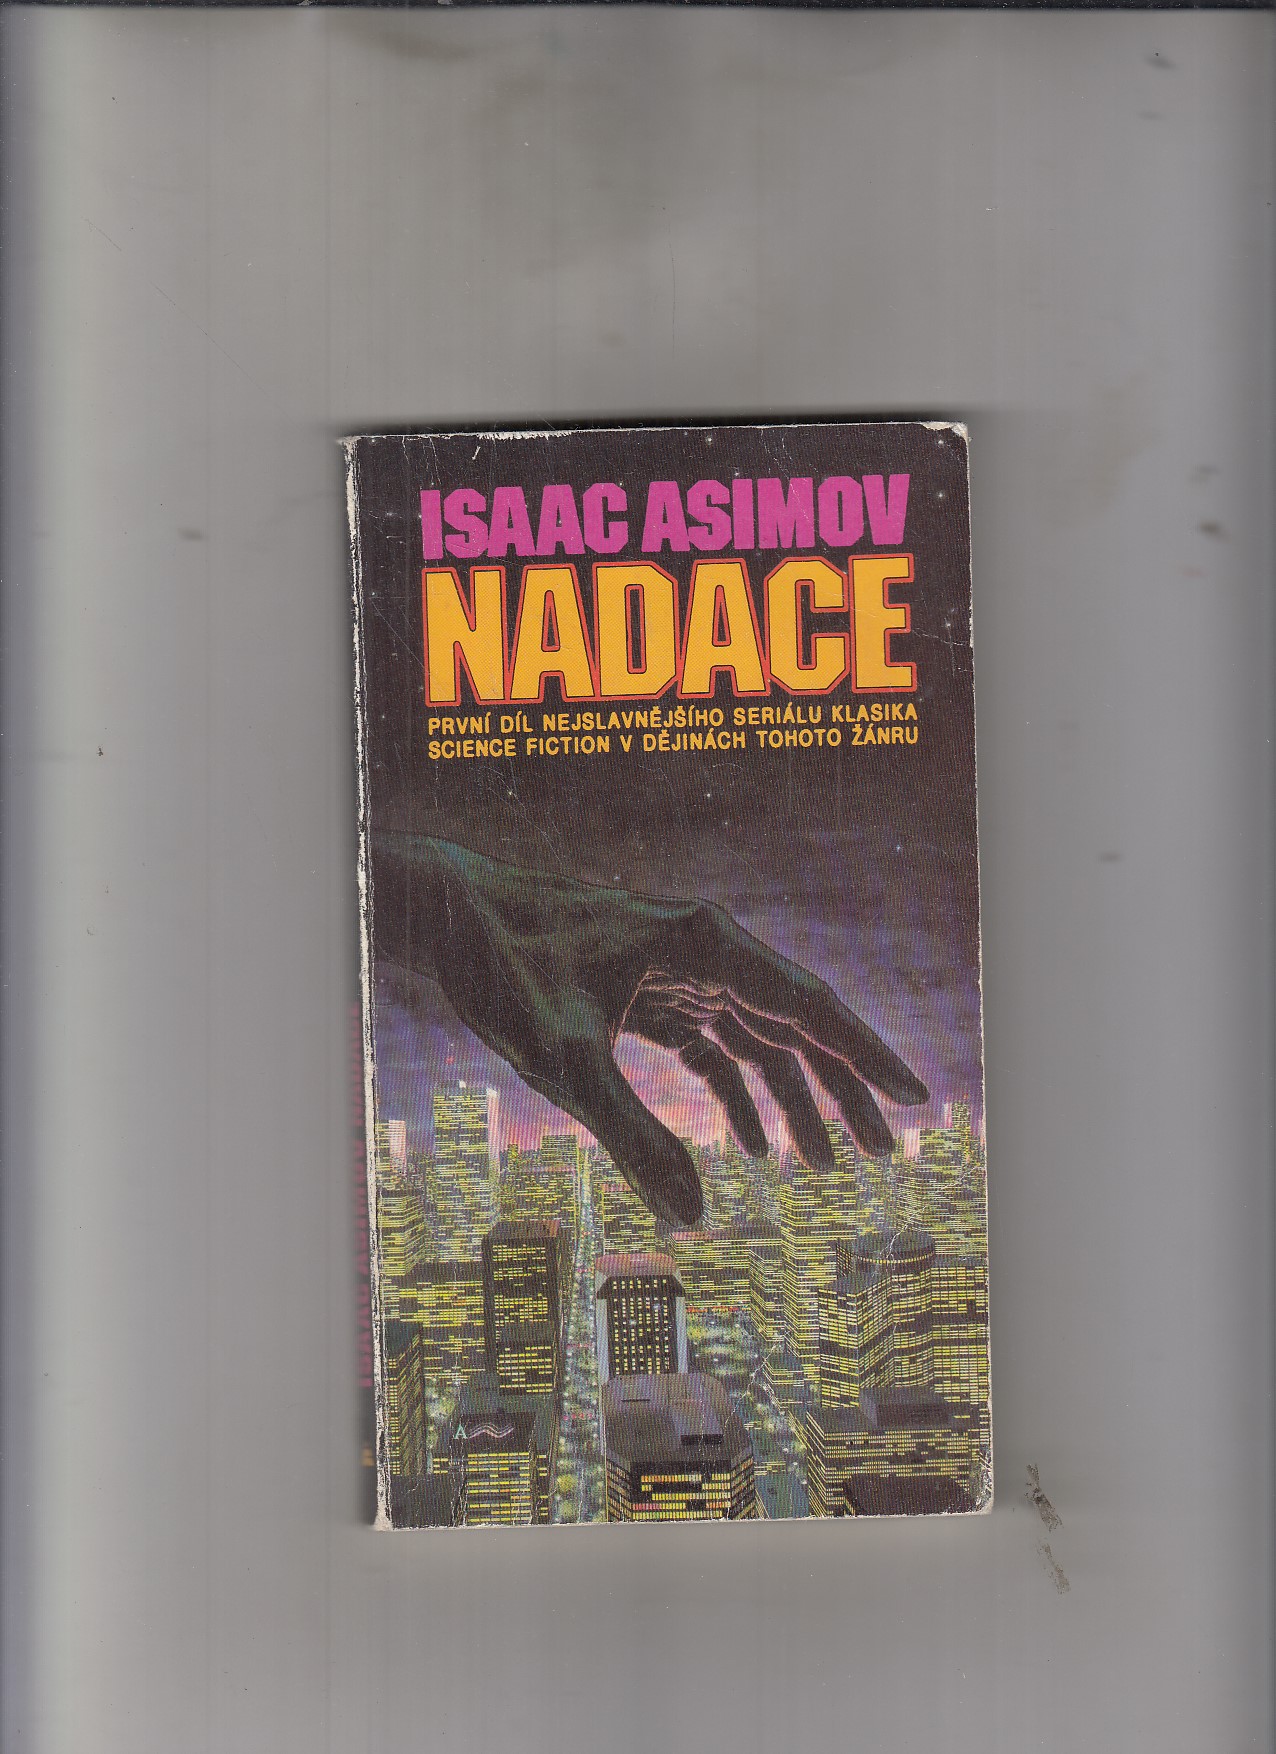 ISAAC ASIMOV
NADACE
PRVNÍ DÍL NEJSLAVNĚJŠÍHO SERIÁLU KLASIKA
SCIENCE FICTION V DĚJINÁCH TOHOTO ŽÁNRU
A